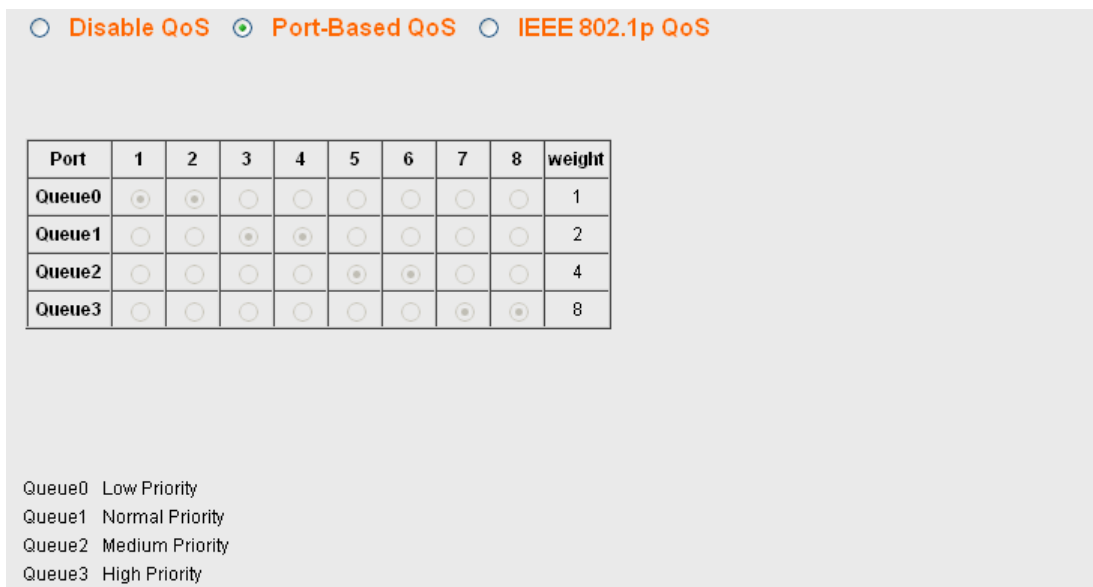 Disable QoS Port-Based QoS IEEE 802.1p QoS
Port 1 2 3 4 5 6 7 8 weight
Queue0 1
Queue1 2
Queue2 4
Queue3 8
Queue0 Low Priority
Queue1 Normal Priority
Queue2 Medium Priority
Queue3 High Priority